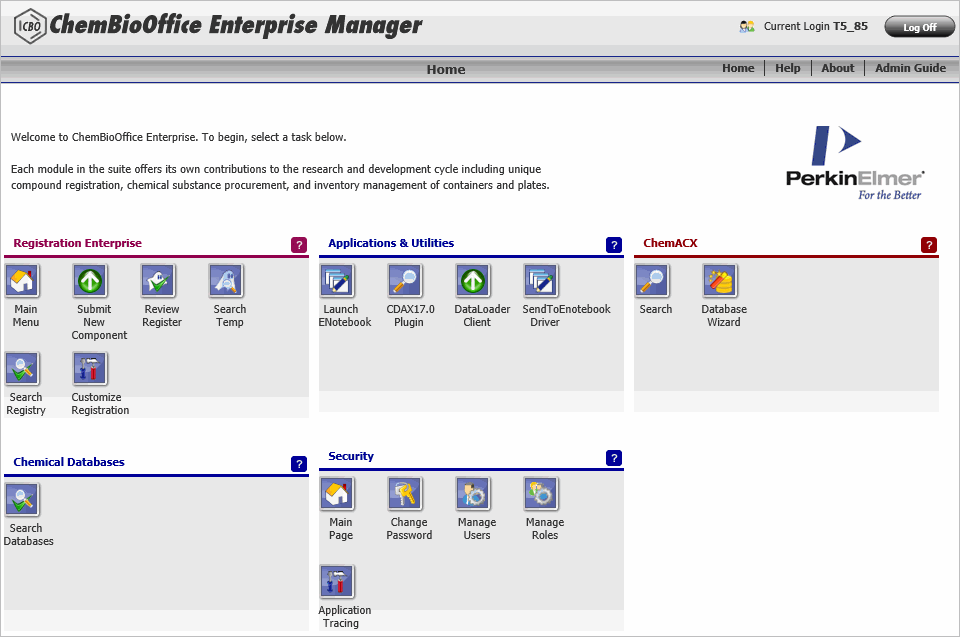 ICBO ChemBioOffice Enterprise Manager
Current Login T5_85
Log Off
Home
Home | Help | About | Admin Guide
Welcome to ChemBioOffice Enterprise. To begin, select a task below.
Each module in the suite offers its own contributions to the research and development cycle including unique
compound registration, chemical substance procurement, and inventory management of containers and plates.
PerkinElmer
For the Better
Registration Enterprise ?
Main
Menu
Submit
New
Component
Review
Register
Search
Temp
Search
Registry
Customize
Registration
Applications & Utilities ?
Launch
ENotebook
CDAX17.0
Plugin
DataLoader
Client
SendToEnotebook
Driver
ChemACX ?
Search
Database
Wizard
Chemical Databases ?
Search
Databases
Security ?
Main
Page
Change
Password
Manage
Users
Manage
Roles
Application
Tracing